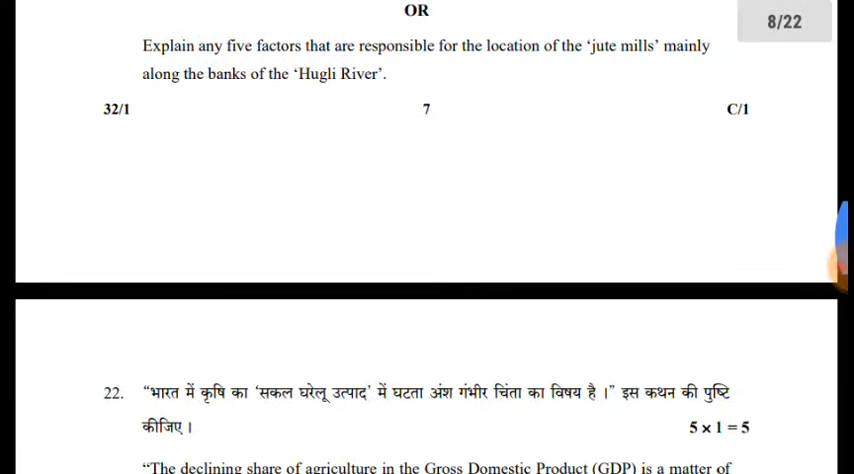 OR
8/22
Explain any five factors that are responsible for the location of the ‘jute mills’ mainly
along the banks of the ‘Hugli River’.
32/1 7 C/1
22. “भारत में कृषि का ‘सकल घरेलू उत्पाद’ में घटता अंश गंभीर चिंता का विषय है ।” इस कथन की पुष्टि
कीजिए । 5 × 1 = 5
“The declining share of agriculture in the Gross Domestic Product (GDP) is a matter of